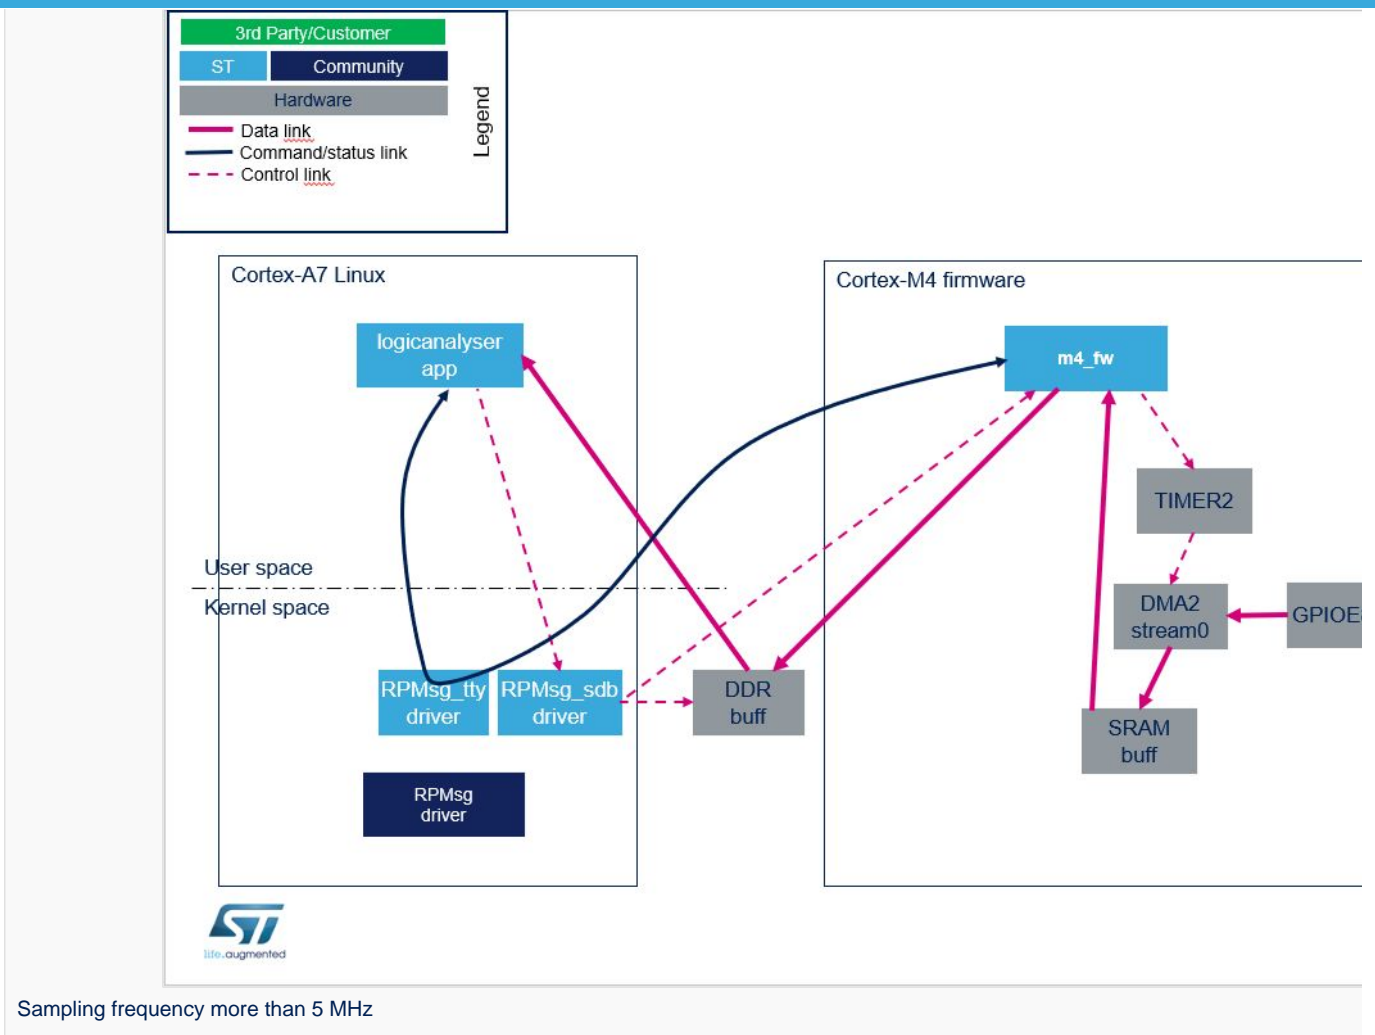 3rd Party/Customer
ST
Community
Hardware
Legend
Data link
Command/status link
Control link
Cortex-A7 Linux
Cortex-M4 firmware
logicanalyser
app
m4_fw
TIMER2
User space
Kernel space
DMA2
stream0
GPIOE
RPMsg_tty
driver
RPMsg_sdb
driver
DDR
buff
SRAM
buff
RPMsg
driver
life.augmented
Sampling frequency more than 5 MHz